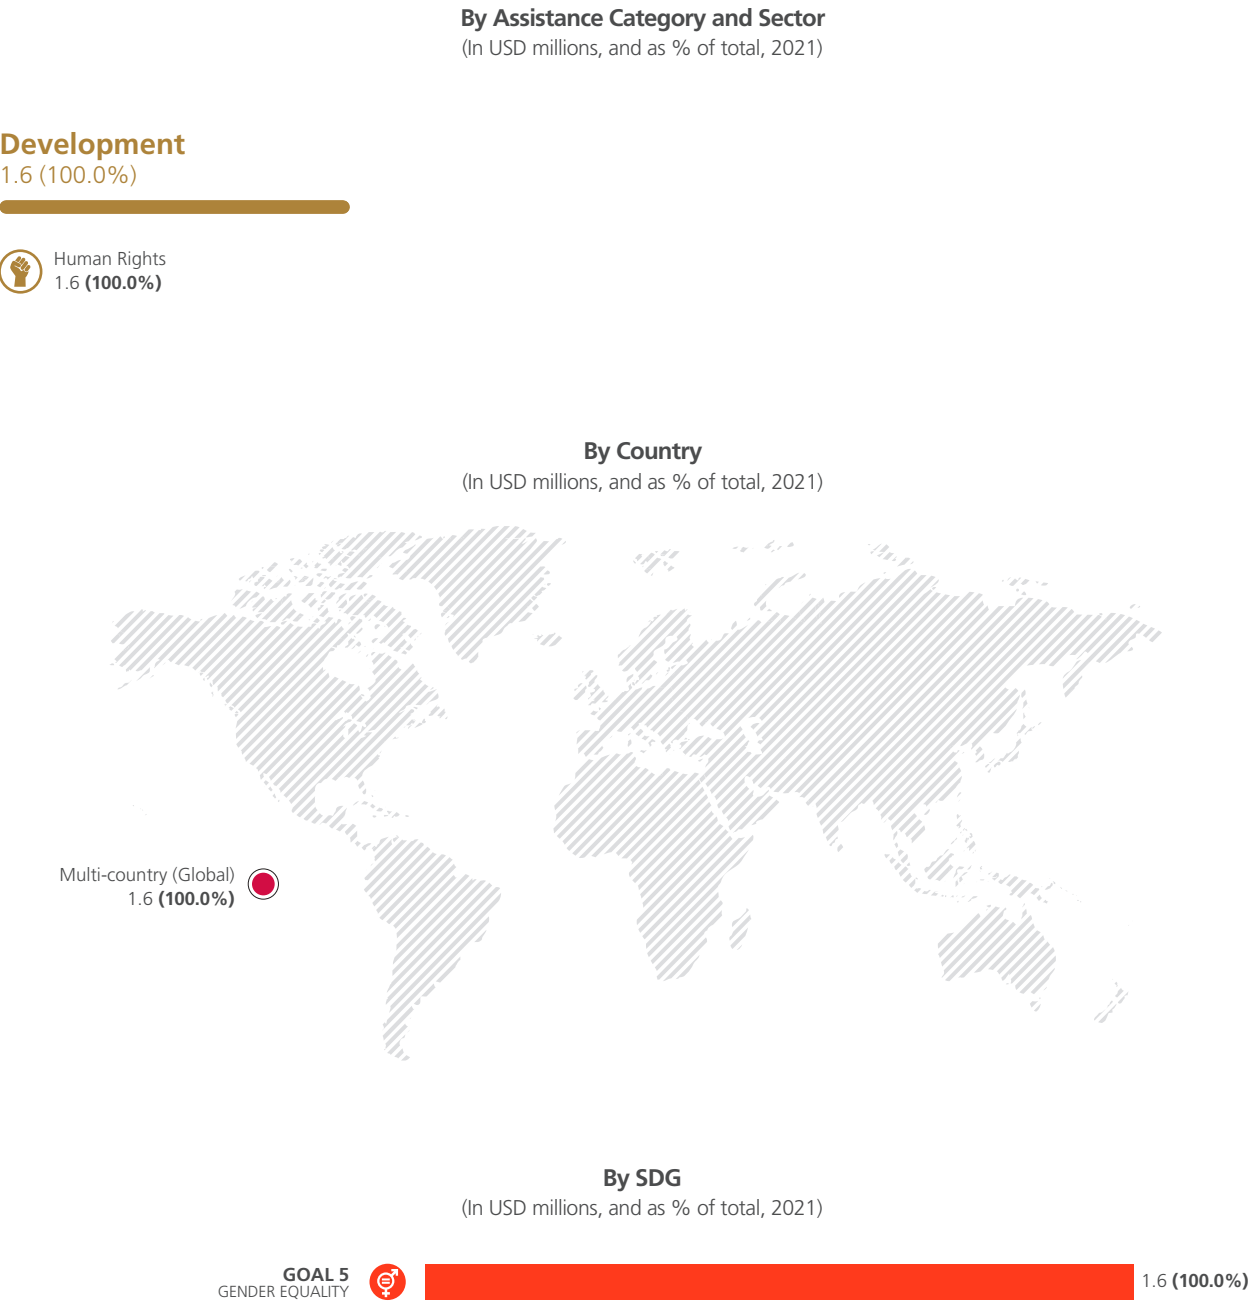 By Assistance Category and Sector
(In USD millions, and as % of total, 2021)
Development
1.6 (100.0%)
Human Rights
1.6 (100.0%)
By Country
(In USD millions, and as % of total, 2021)
Multi-country (Global)
1.6 (100.0%)
By SDG
(In USD millions, and as % of total, 2021)
GOAL 5
GENDER EQUALITY
1.6 (100.0%)